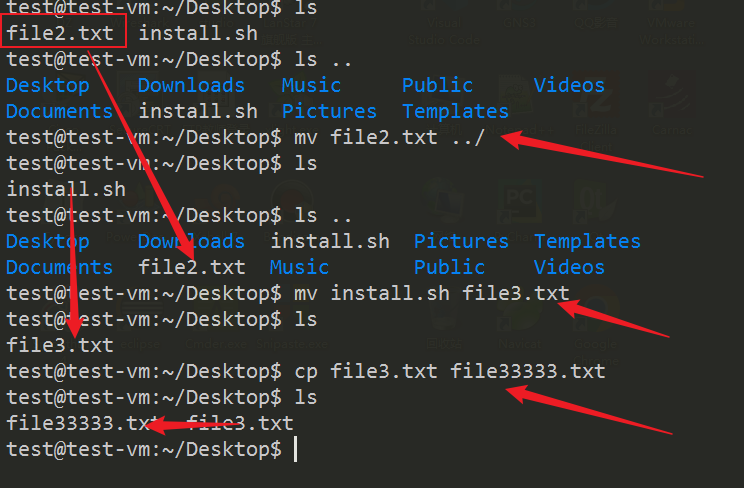 test@test-vm:~/Desktop$ ls
file2.txt  install.sh
test@test-vm:~/Desktop$ ls ..
Desktop    Downloads   Music     Public     Videos
Documents  install.sh  Pictures  Templates
test@test-vm:~/Desktop$ mv file2.txt ../
test@test-vm:~/Desktop$ ls
install.sh
test@test-vm:~/Desktop$ ls ..
Desktop    Downloads  install.sh  Pictures  Templates
Documents  file2.txt  Music       Public    Videos
test@test-vm:~/Desktop$ mv install.sh file3.txt
test@test-vm:~/Desktop$ ls
file3.txt
test@test-vm:~/Desktop$ cp file3.txt file33333.txt
test@test-vm:~/Desktop$ ls
file33333.txt  file3.txt
test@test-vm:~/Desktop$